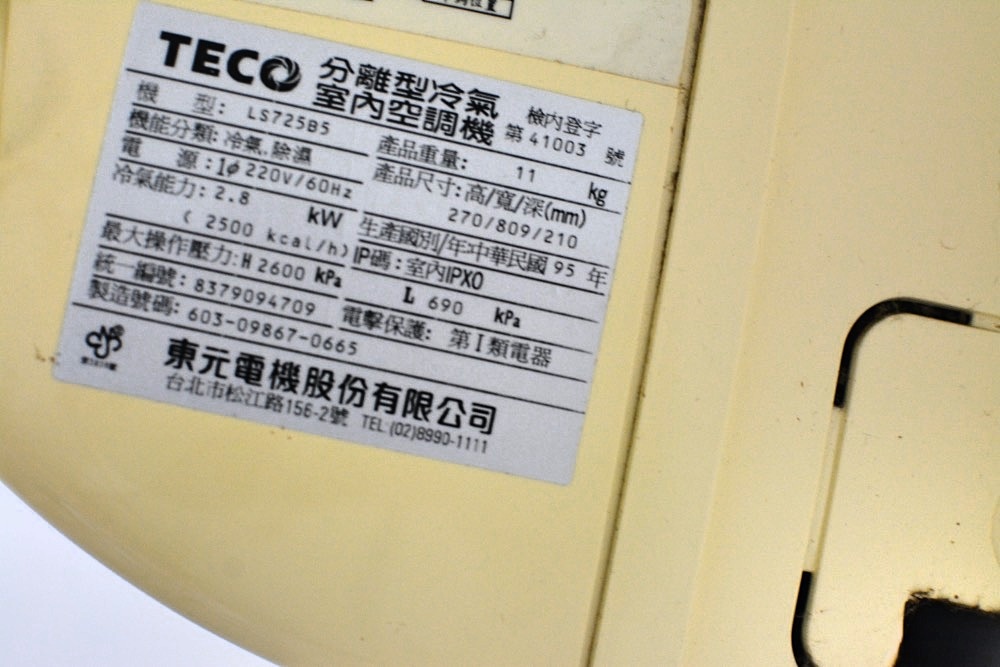 TECO 分離型冷氣 室內空調機 檢內登字 第41003 號
機 型: LS725B5
產品重量: 11 kg
機能分類: 冷氣.除濕
產品尺寸:高/寬/深(mm)
270/809/210
電 源:1φ 220V/60Hz
生產國別/年中華民國 95 年
冷氣能力: 2.8 kW
( 2500 kcal/h)
IP碼:室內IPX0
最大操作壓力:H 2600 kPa L 690 kPa
統一編號: 8379094709
電擊保護: 第I類電器
製造號碼: 603-09867-0665
東元電機股份有限公司
台北市松江路156-2號 TEL:(02)8990-1111